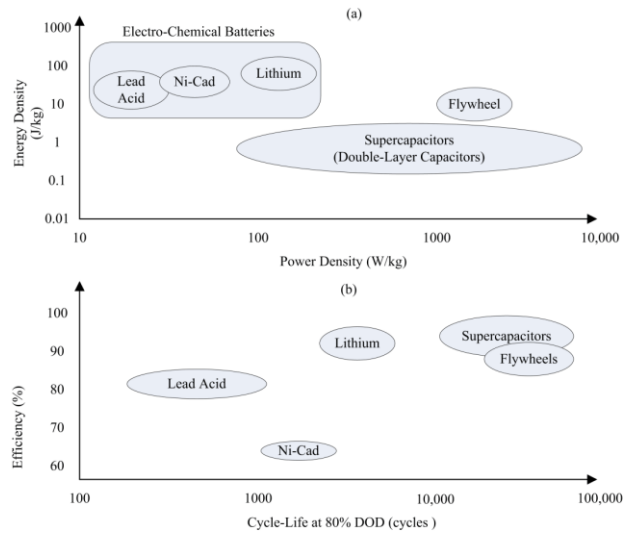 (a)
1000
Electro-Chemical Batteries
100
Lead
Acid
Ni-Cad
Lithium
10
Flywheel
1
Supercapacitors
(Double-Layer Capacitors)
0.1
0.01
Energy Density
(J/kg)
10
100
1000
10,000
Power Density (W/kg)
(b)
100
Supercapacitors
90
Lithium
Flywheels
80
Lead Acid
70
Ni-Cad
60
Efficiency (%)
100
1000
10,000
100,000
Cycle-Life at 80% DOD (cycles )